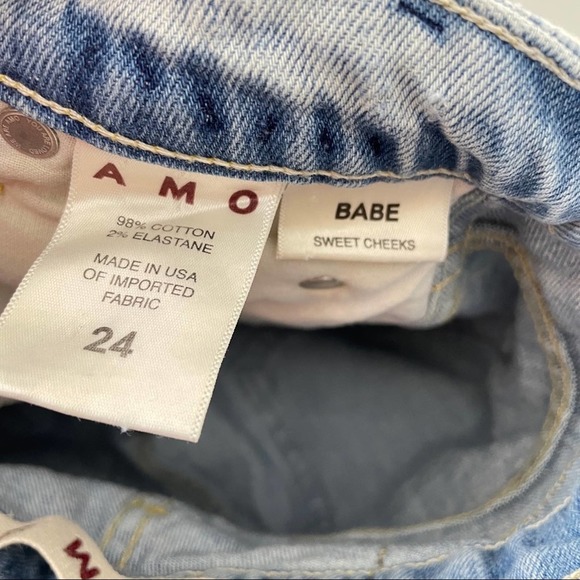 AMO
98% COTTON
2% ELASTANE
MADE IN USA
OF IMPORTED
FABRIC
24
BABE
SWEET CHEEKS
M